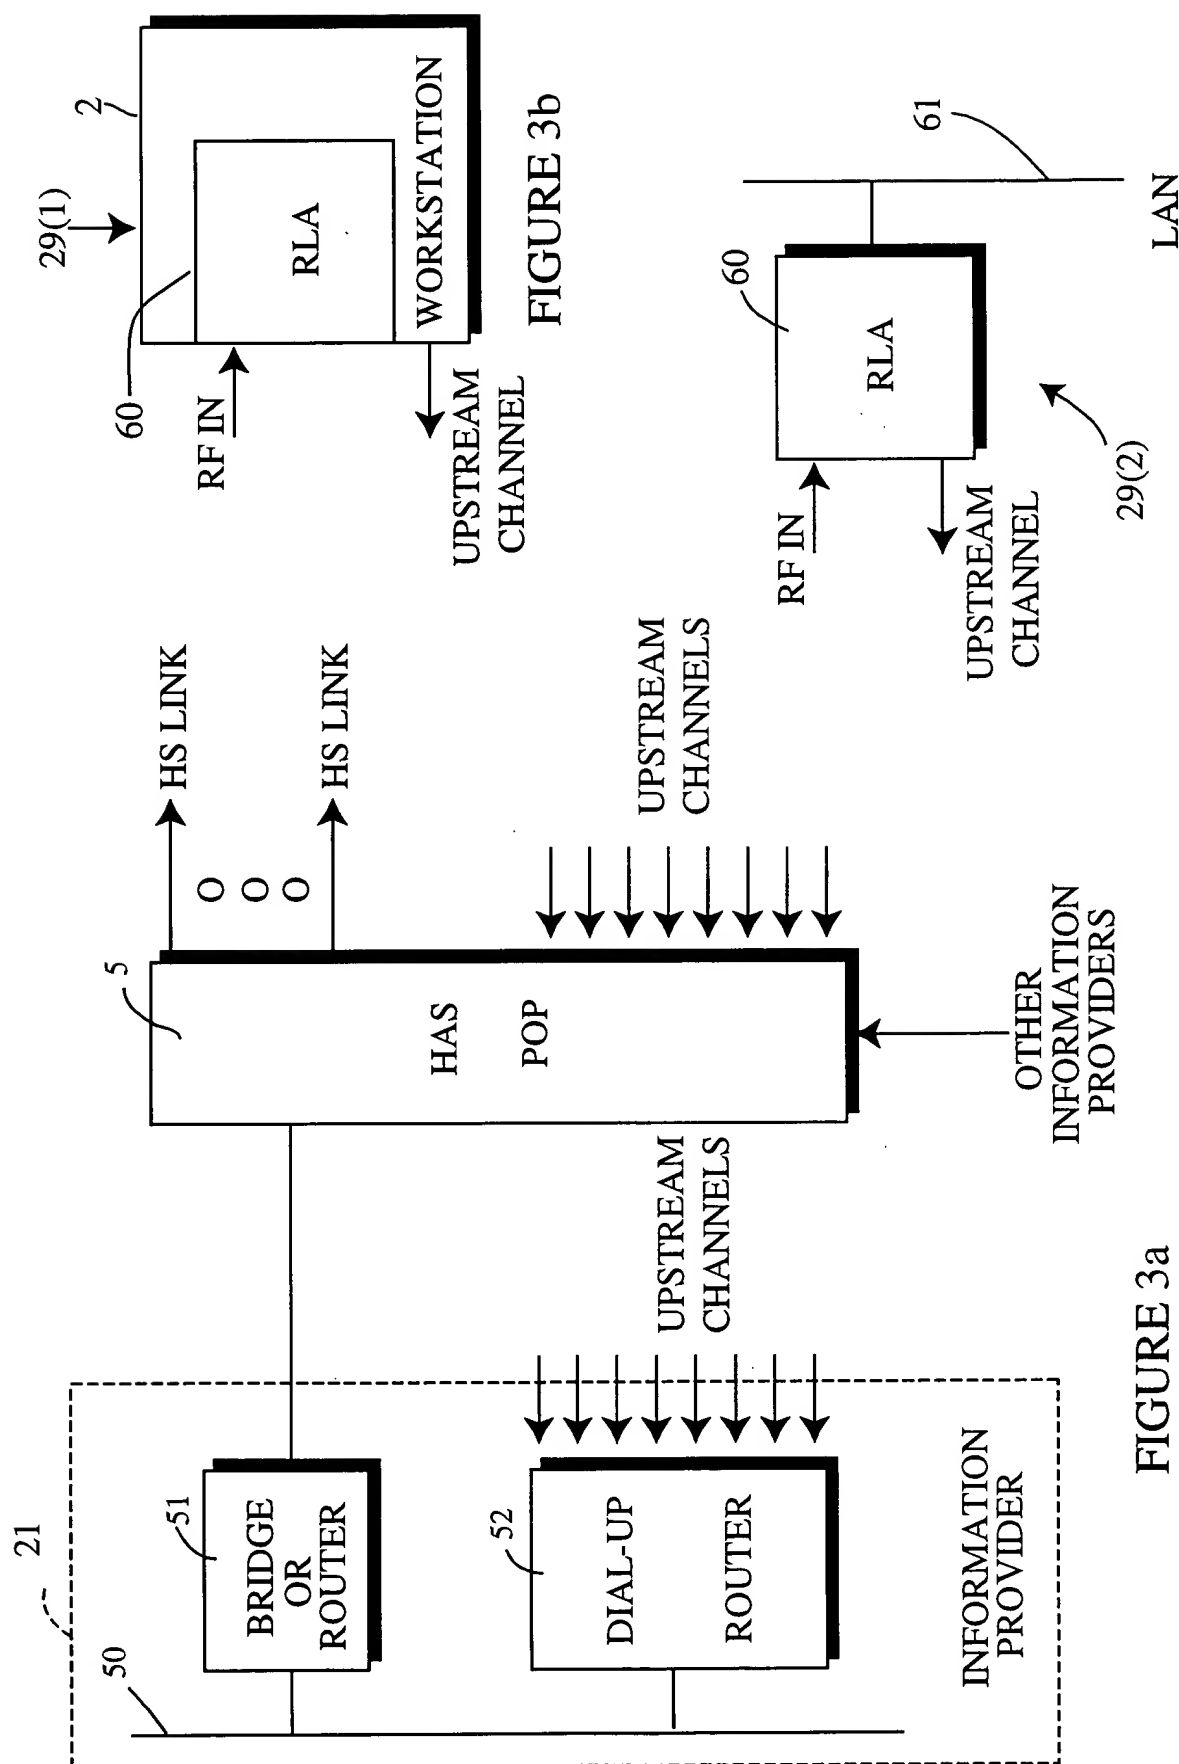 21
50
51
BRIDGE
OR
ROUTER
52
DIAL-UP
ROUTER
INFORMATION
PROVIDER
UPSTREAM
CHANNELS
5
HAS
POP
HS LINK
O
O
O
HS LINK
UPSTREAM
CHANNELS
OTHER
INFORMATION
PROVIDERS
FIGURE 3a
29(1)
2
60
RF IN
RLA
WORKSTATION
UPSTREAM
CHANNEL
FIGURE 3b
60
RF IN
RLA
UPSTREAM
CHANNEL
29(2)
61
LAN